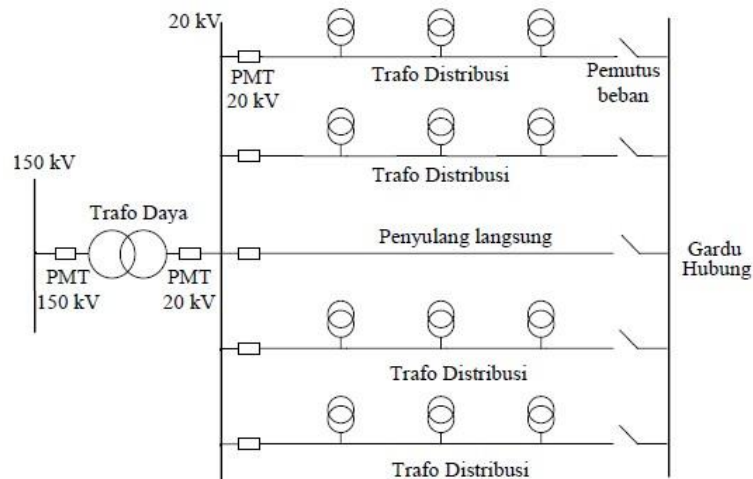 20 kV
PMT
20 kV
Trafo Distribusi
Pemutus
beban
Trafo Distribusi
150 kV
Trafo Daya
PMT
150 kV
PMT
20 kV
Penyulang langsung
Gardu
Hubung
Trafo Distribusi
Trafo Distribusi